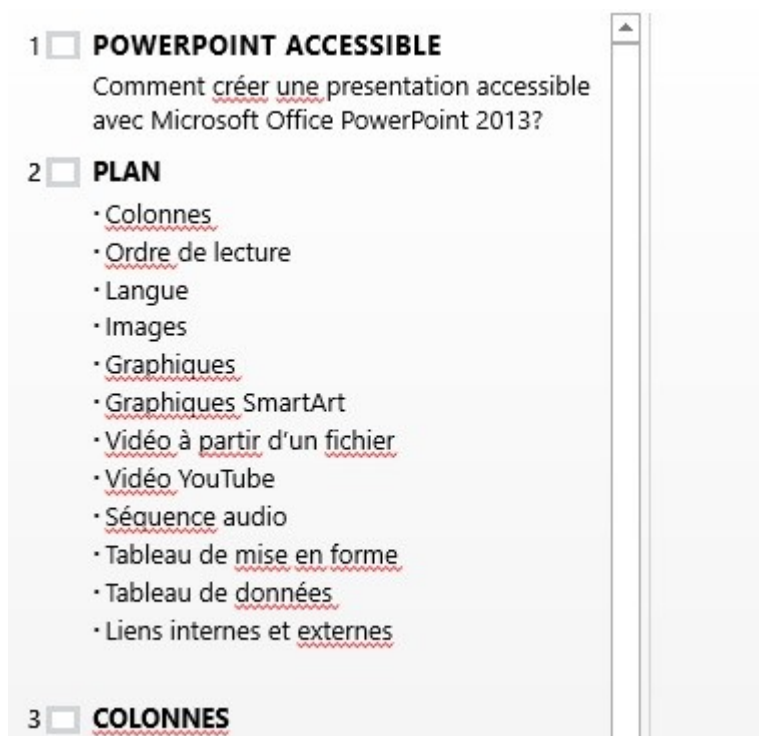 1 POWERPOINT ACCESSIBLE
Comment créer une presentation accessible
avec Microsoft Office PowerPoint 2013?
2 PLAN
· Colonnes
· Ordre de lecture
· Langue
· Images
· Graphiques
· Graphiques SmartArt
· Vidéo à partir d’un fichier
· Vidéo YouTube
· Séquence audio
· Tableau de mise en forme
· Tableau de données
· Liens internes et externes
3 COLONNES